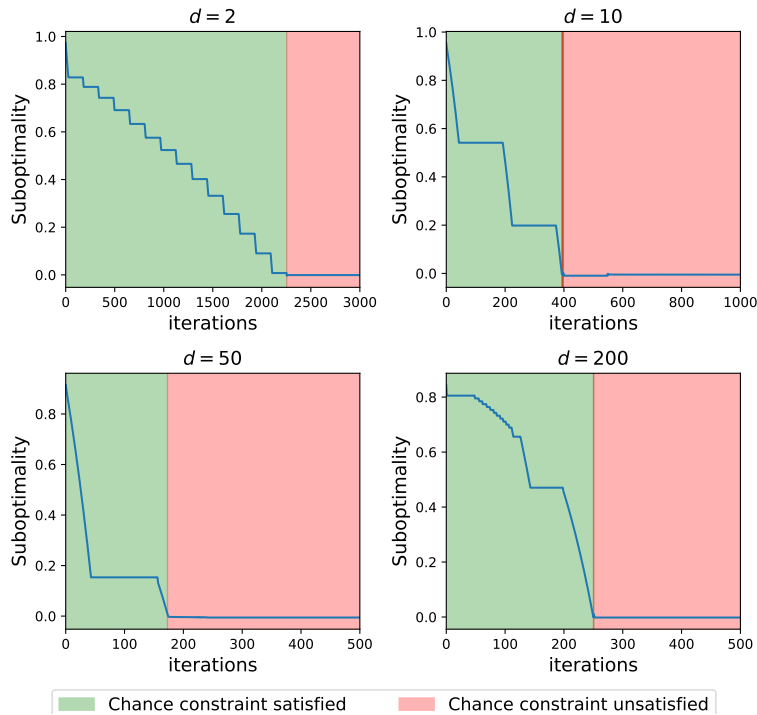 d = 2
Suboptimality
1.0
0.8
0.6
0.4
0.2
0.0
0 500 1000 1500 2000 2500 3000
iterations
d = 10
Suboptimality
1.0
0.8
0.6
0.4
0.2
0.0
0 200 400 600 800 1000
iterations
d = 50
Suboptimality
0.8
0.6
0.4
0.2
0.0
0 100 200 300 400 500
iterations
d = 200
Suboptimality
0.8
0.6
0.4
0.2
0.0
0 100 200 300 400 500
iterations
Chance constraint satisfied
Chance constraint unsatisfied